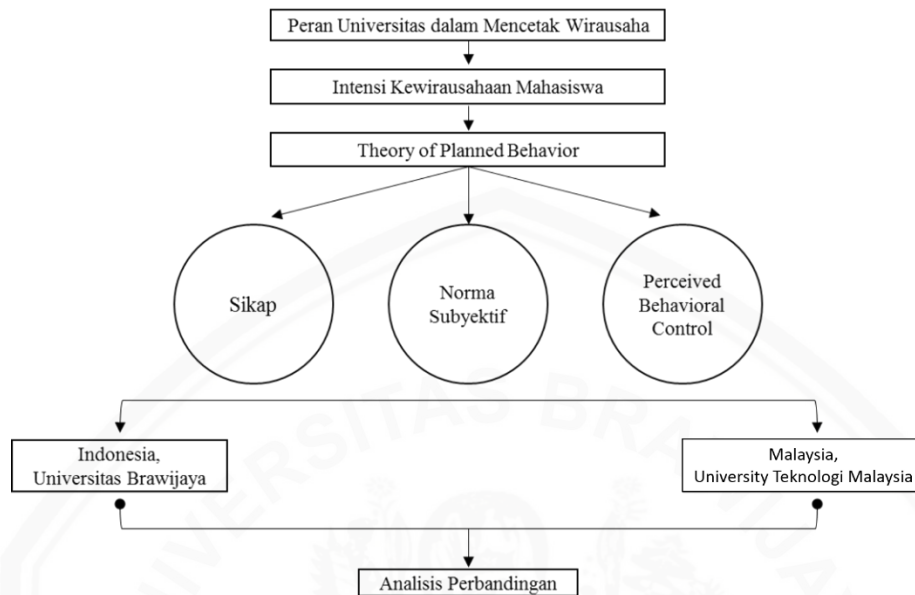 Peran Universitas dalam Mencetak Wirausaha
Intensi Kewirausahaan Mahasiswa
Theory of Planned Behavior
Sikap
Norma
Subyektif
Perceived
Behavioral
Control
Indonesia,
Universitas Brawijaya
Malaysia,
University Teknologi Malaysia
Analisis Perbandingan